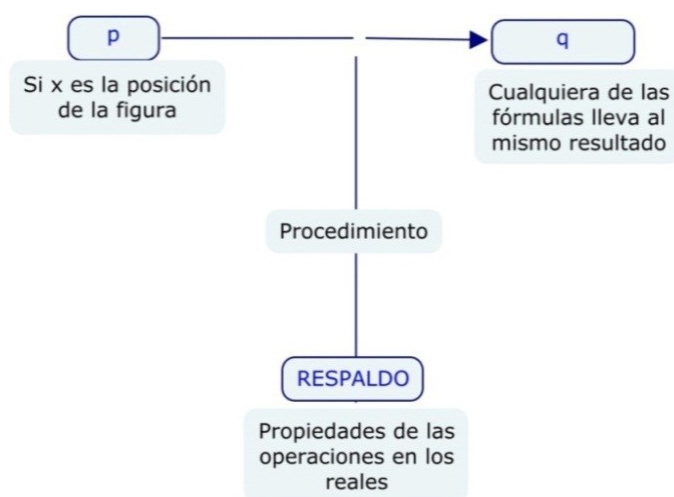 p
q
Si x es la posición
de la figura
Cualquiera de las
fórmulas lleva al
mismo resultado
Procedimiento
RESPALDO
Propiedades de las
operaciones en los
reales